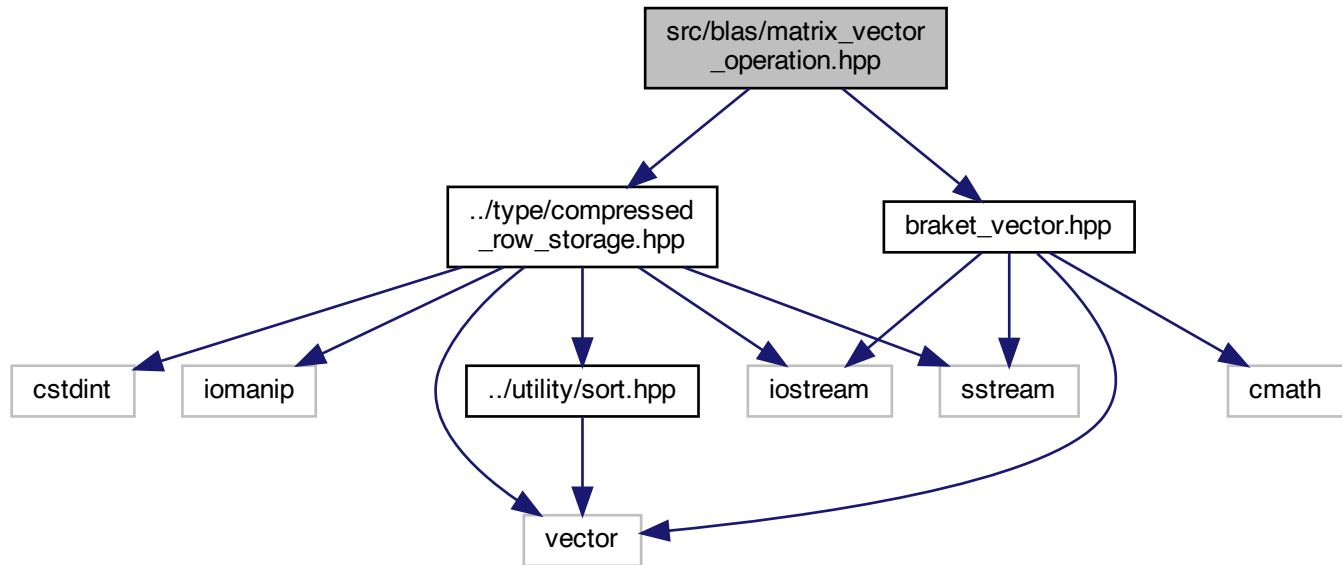 src/blas/matrix_vector
_operation.hpp
../type/compressed
_row_storage.hpp
braket_vector.hpp
cstdint
iomanip
../utility/sort.hpp
iostream
sstream
cmath
vector